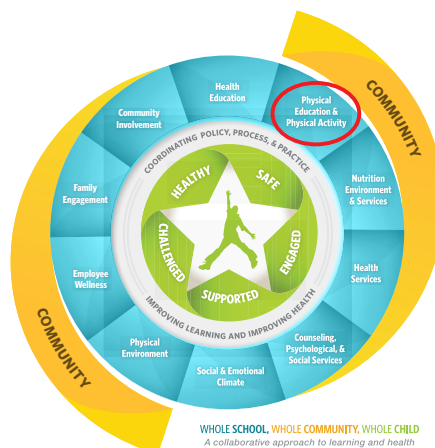 Health
Education
Physical
Education &
Physical Activity
Nutrition
Environment
& Services
Health
Services
Counseling,
Psychological, &
Social Services
Social & Emotional
Climate
Physical
Environment
Employee
Wellness
Family
Engagement
Community
Involvement
COMMUNITY
COMMUNITY
COORDINATING POLICY, PROCESS, & PRACTICE
IMPROVING LEARNING AND IMPROVING HEALTH
HEALTHY
SAFE
ENGAGED
SUPPORTED
CHALLENGED
WHOLE SCHOOL, WHOLE COMMUNITY, WHOLE CHILD
A collaborative approach to learning and health